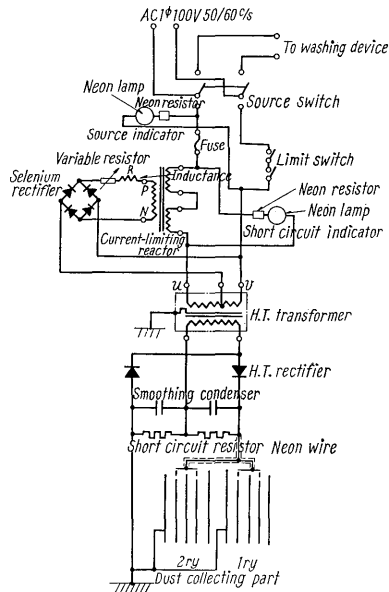 AC1φ100V 50/60 c/s
To washing device
Neon lamp
Neon resistor
Source switch
Source indicator
Fuse
Limit switch
Variable resistor
Selenium rectifier
R
Inductance
P
N
Neon resistor
Neon lamp
Short circuit indicator
Current-limiting reactor
U
V
H.T. transformer
H.T. rectifier
Smoothing condenser
Short circuit resistor
Neon wire
2ry
1ry
Dust collecting part